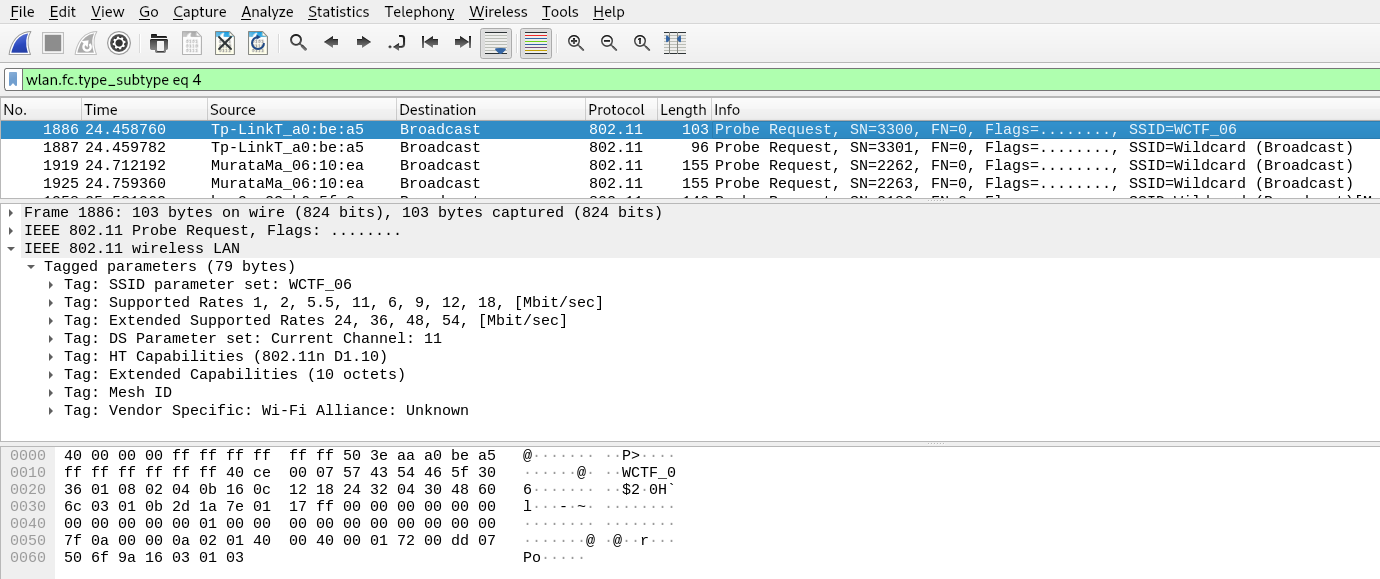 File Edit View Go Capture Analyze Statistics Telephony Wireless Tools Help
wlan.fc.type_subtype eq 4
No. Time Source Destination Protocol Length Info
1886 24.458760 Tp-LinkT_a0:be:a5 Broadcast 802.11 103 Probe Request, SN=3300, FN=0, Flags=........, SSID=WCTF_06
1887 24.459782 Tp-LinkT_a0:be:a5 Broadcast 802.11 96 Probe Request, SN=3301, FN=0, Flags=........, SSID=Wildcard (Broadcast)
1919 24.712192 MurataMa_06:10:ea Broadcast 802.11 155 Probe Request, SN=2262, FN=0, Flags=........, SSID=Wildcard (Broadcast)
1925 24.759360 MurataMa_06:10:ea Broadcast 802.11 155 Probe Request, SN=2263, FN=0, Flags=........, SSID=Wildcard (Broadcast)
Frame 1886: 103 bytes on wire (824 bits), 103 bytes captured (824 bits)
IEEE 802.11 Probe Request, Flags: ........
IEEE 802.11 wireless LAN
Tagged parameters (79 bytes)
Tag: SSID parameter set: WCTF_06
Tag: Supported Rates 1, 2, 5.5, 11, 6, 9, 12, 18, [Mbit/sec]
Tag: Extended Supported Rates 24, 36, 48, 54, [Mbit/sec]
Tag: DS Parameter set: Current Channel: 11
Tag: HT Capabilities (802.11n D1.10)
Tag: Extended Capabilities (10 octets)
Tag: Mesh ID
Tag: Vendor Specific: Wi-Fi Alliance: Unknown
0000 40 00 00 00 ff ff ff ff ff ff 50 3e aa a0 be a5 @······· ··P>····
0010 ff ff ff ff ff ff 40 ce 00 07 57 43 54 46 5f 30 ······@· ··WCTF_0
0020 36 01 08 02 04 0b 16 0c 12 18 24 32 04 30 48 60 6······· ··$2·0H`
0030 6c 03 01 0b 2d 1a 7e 01 17 ff 00 00 00 00 00 00 l···-·~· ········
0040 00 00 00 00 00 01 00 00 00 00 00 00 00 00 00 00 ········ ········
0050 7f 0a 00 00 0a 02 01 40 00 40 00 01 72 00 dd 07 ·······@ ·@··r···
0060 50 6f 9a 16 03 01 03 Po·····